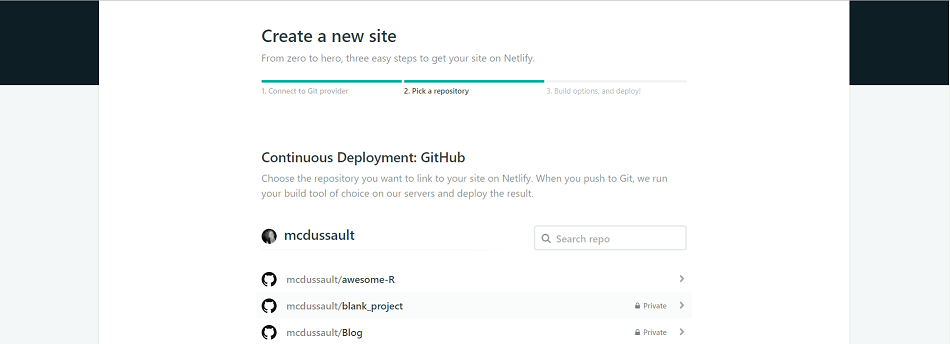 Create a new site
From zero to hero, three easy steps to get your site on Netlify.
1. Connect to Git provider
2. Pick a repository
3. Build options, and deploy!
Continuous Deployment: GitHub
Choose the repository you want to link to your site on Netlify. When you push to Git, we run
your build tool of choice on our servers and deploy the result.
mcdussault
Search repo
mcdussault/awesome-R
mcdussault/blank_project Private
mcdussault/Blog Private